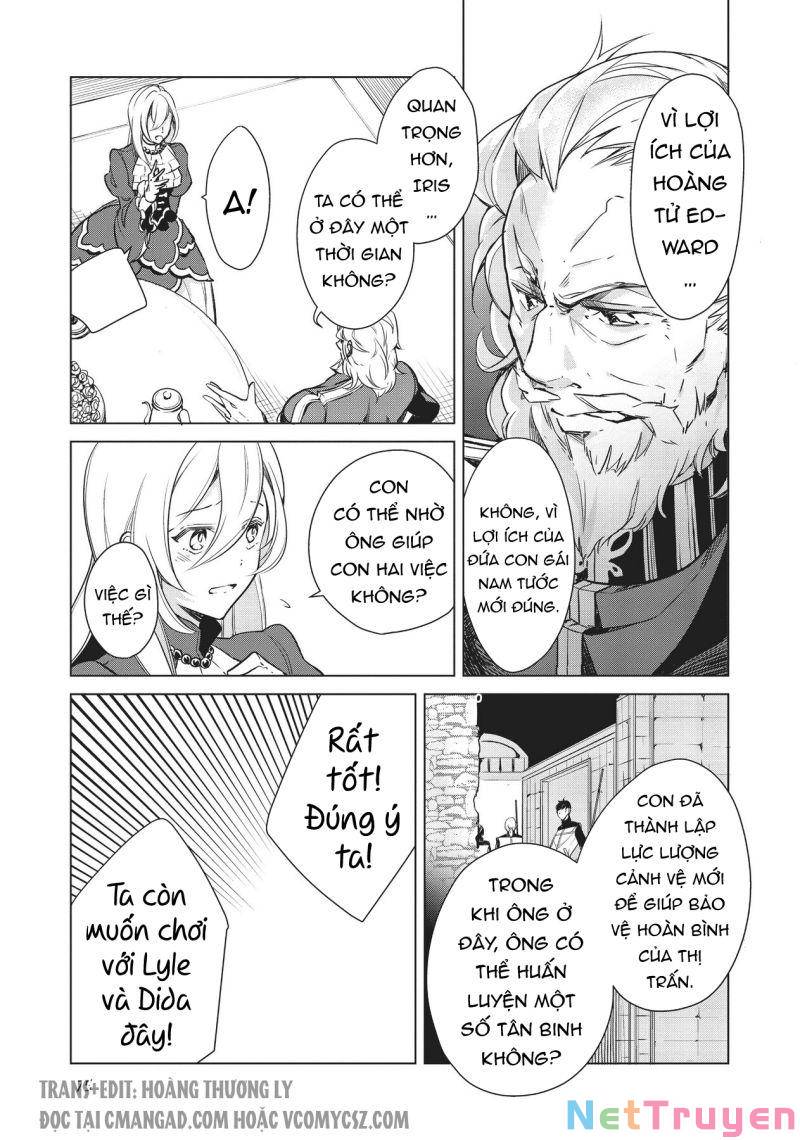 VÌ LỢI
ÍCH CỦA
HOÀNG
TỬ ED-
WARD
...
KHÔNG, VÌ
LỢI ÍCH CỦA
ĐỨA CON GÁI
NAM TƯỚC
MỚI ĐÚNG.
QUAN
TRỌNG
HƠN,
IRIS
...
TA CÓ THỂ
Ở ĐÂY MỘT
THỜI GIAN
KHÔNG?
A!
CON
CÓ THỂ NHỜ
ÔNG GIÚP
CON HAI VIỆC
KHÔNG?
VIỆC GÌ
THẾ?
CON ĐÃ
THÀNH LẬP
LỰC LƯỢNG
CẢNH VỆ MỚI
ĐỂ GIÚP BẢO
VỆ HOÀN BÌNH
CỦA THỊ
TRẤN.
TRONG
KHI ÔNG Ở
ĐÂY, ÔNG CÓ
THỂ HUẤN
LUYỆN MỘT
SỐ TÂN BINH
KHÔNG?
Rất
tốt!
Đúng ý
ta!
Ta còn
muốn chơi
với Lyle
và Dida
đây!
TRANS+EDIT: HOÀNG THƯƠNG LY
ĐỌC TẠI CMANGAD.COM HOẶC VCOMYCSZ.COM
NetTruyen